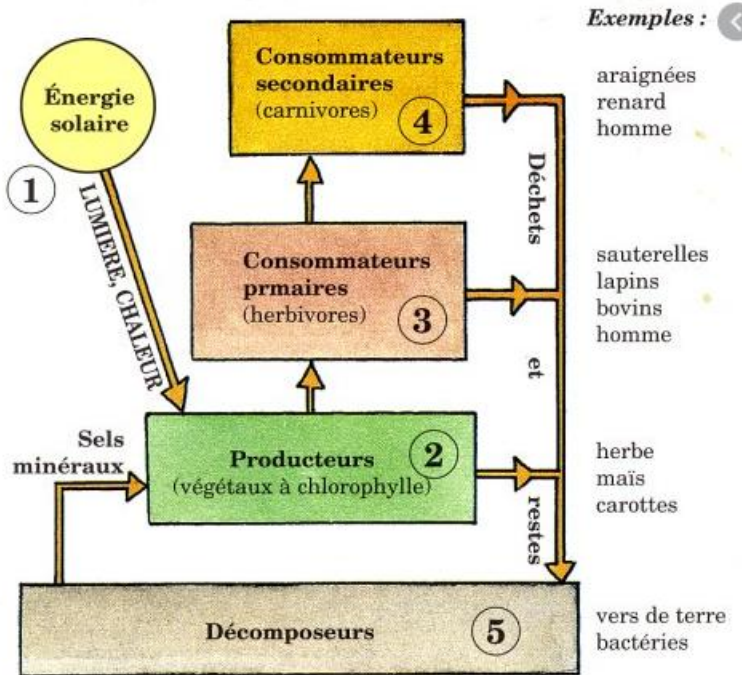 Exemples :
Énergie
solaire
1
LUMIERE, CHALEUR
Consommateurs
secondaires
(carnivores)
4
araignées
renard
homme
Déchets
Consommateurs
prmaires
(herbivores)
3
sauterelles
lapins
bovins
homme
et
Sels
minéraux
Producteurs
2
(végétaux à chlorophylle)
herbe
maïs
carottes
restes
Décomposeurs
5
vers de terre
bactéries